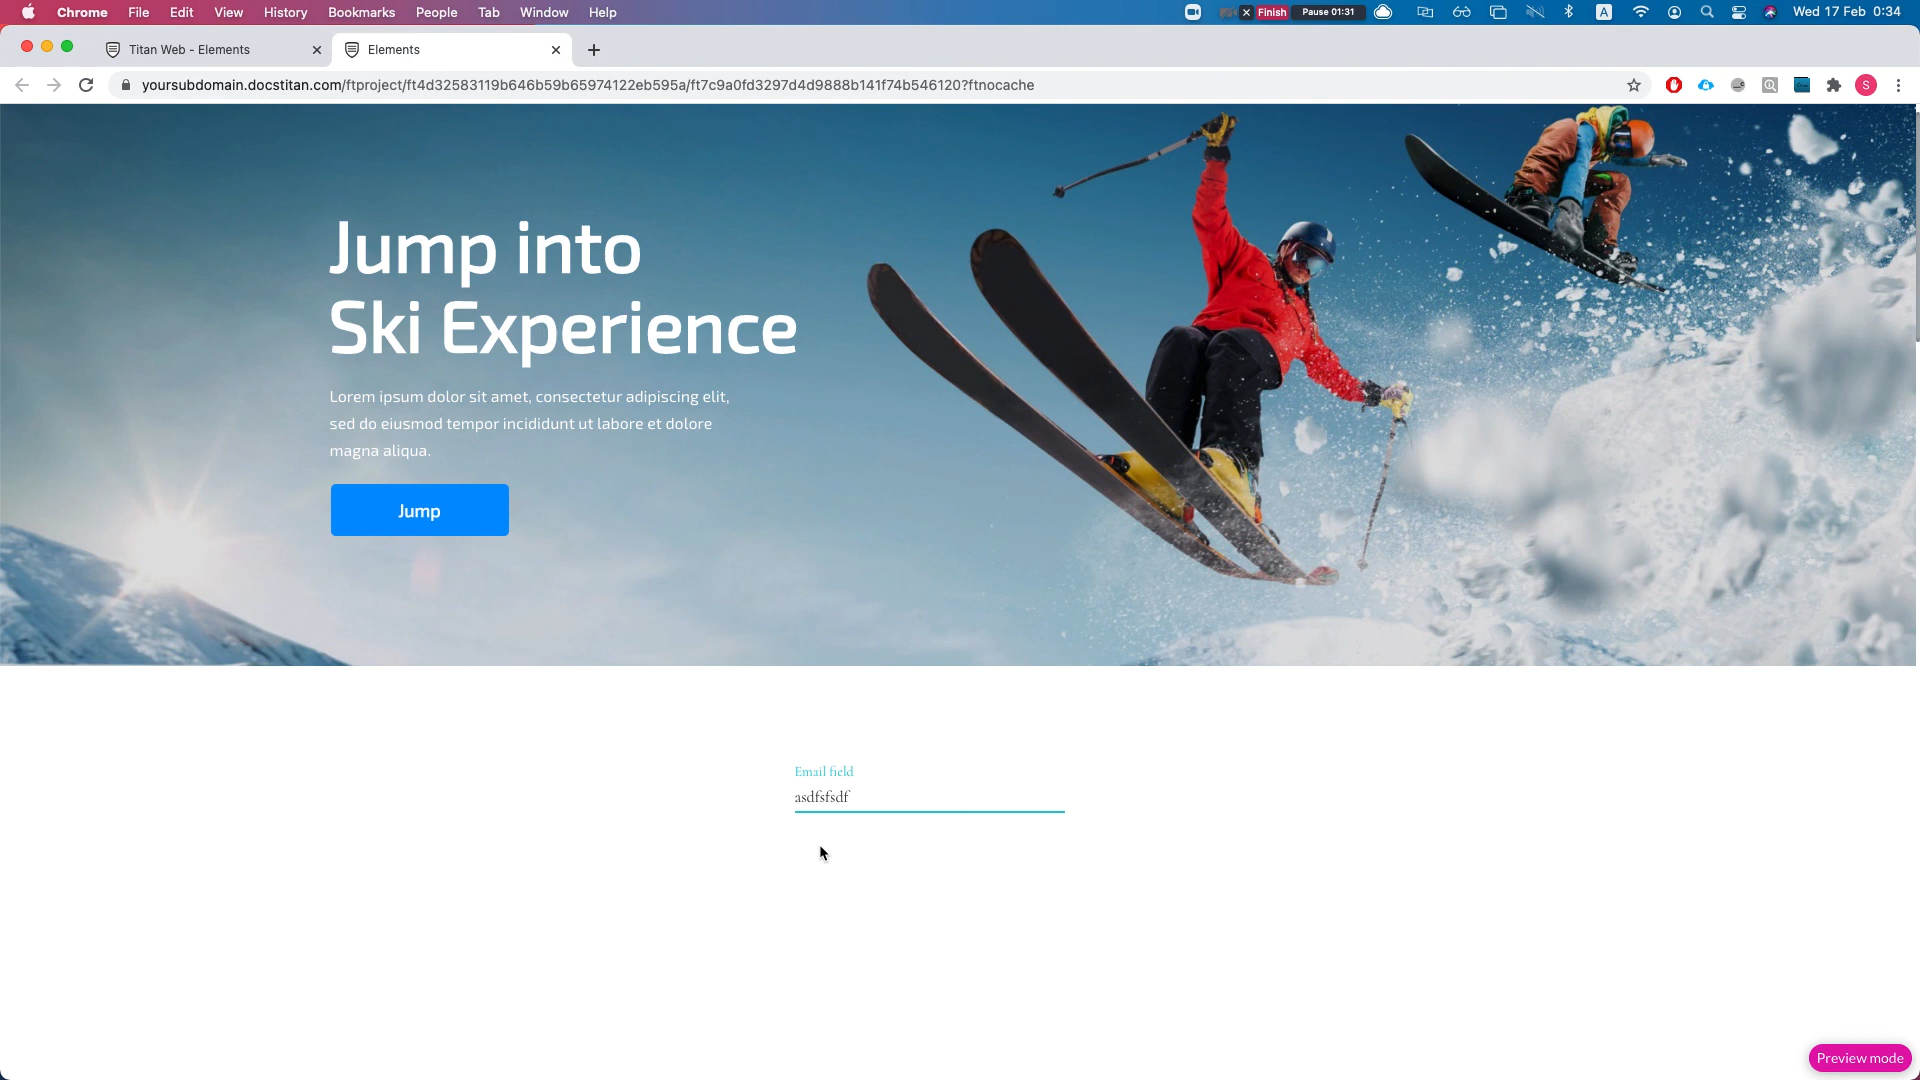 Chrome File Edit View History Bookmarks People Tab Window Help
Finish Pause 01:31 A Wed 17 Feb 0:34
Titan Web - Elements Elements
yoursubdomain.docstitan.com/ftproject/ft4d32583119b646b59b65974122eb595a/ft7c9a0fd3297d4d9888b141f74b546120?ftnocache
S
Jump into
Ski Experience
Lorem ipsum dolor sit amet, consectetur adipiscing elit,
sed do eiusmod tempor incididunt ut labore et dolore
magna aliqua.
Jump
Email field
asdfsfsdf
Preview mode